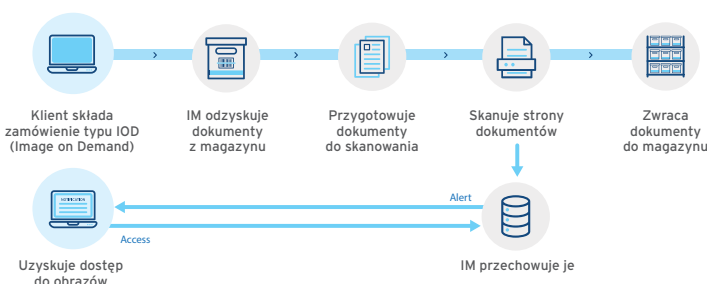 Klient składa
zamówienie typu IOD
(Image on Demand)
IM odzyskuje
dokumenty
z magazynu
Przygotowuje
dokumenty
do skanowania
Skanuje strony
dokumentów
Zwraca
dokumenty
do magazynu
NOTIFICATION
Alert
Access
Uzyskuje dostęp
do obrazów
IM przechowuje je